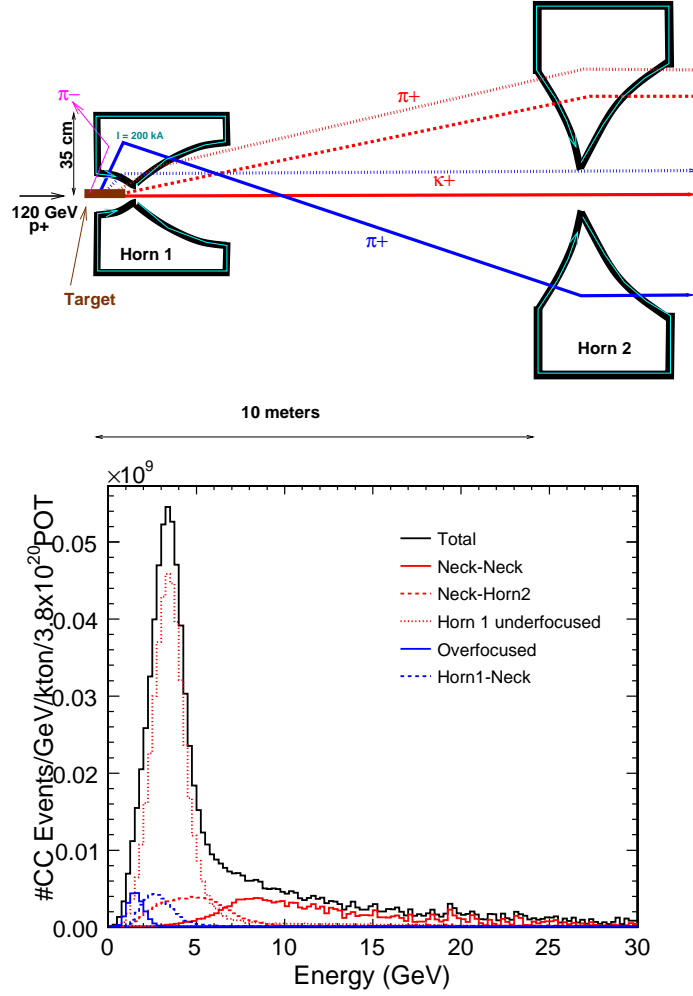 π−
π+
I = 200 kA
35 cm
κ+
120 GeV
p+
π+
Horn 1
Target
Horn 2
10 meters
×10⁹
#CC Events/GeV/kton/3.8x10²⁰POT
0.05
0.04
0.03
0.02
0.01
0.00
Total
Neck-Neck
Neck-Horn2
Horn 1 underfocused
Overfocused
Horn1-Neck
0 5 10 15 20 25 30
Energy (GeV)